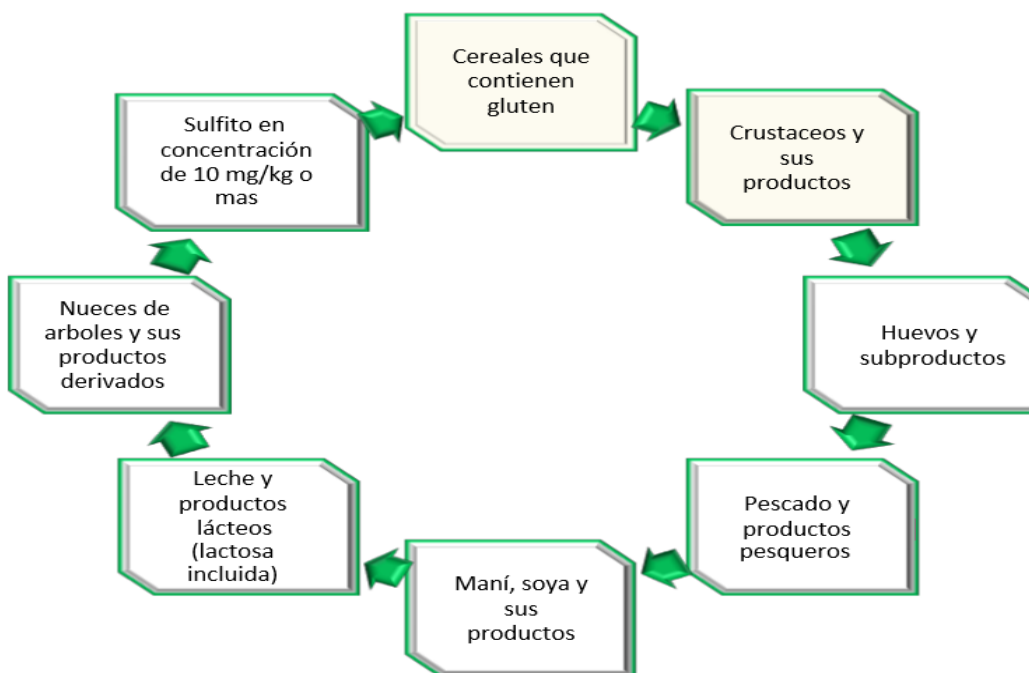 Cereales que
contienen
gluten
Crustaceos y
sus
productos
Huevos y
subproductos
Pescado y
productos
pesqueros
Maní, soya y
sus
productos
Leche y
productos
lácteos
(lactosa
incluida)
Nueces de
arboles y sus
productos
derivados
Sulfito en
concentración
de 10 mg/kg o
mas